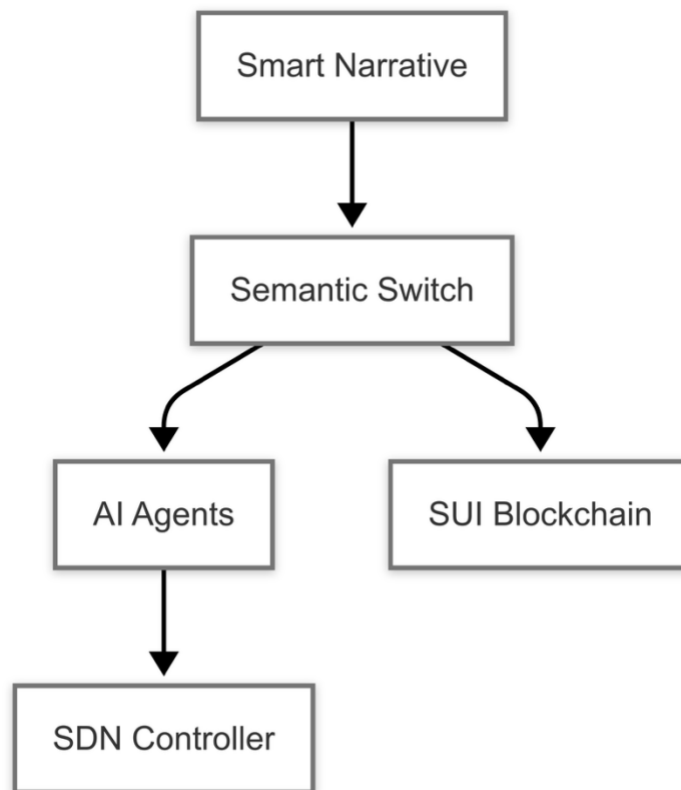 Smart Narrative
Semantic Switch
AI Agents
SUI Blockchain
SDN Controller